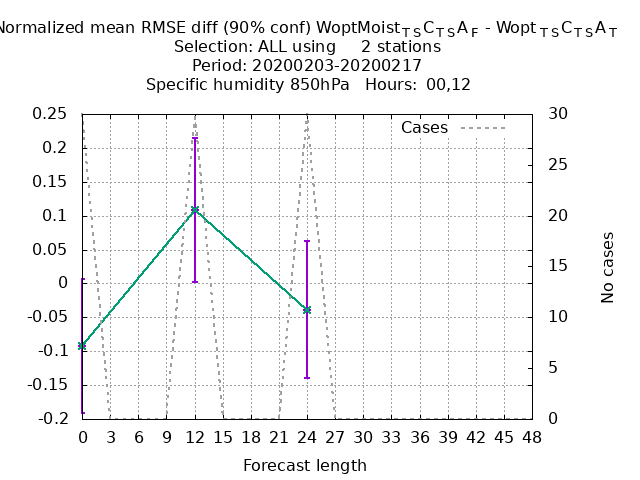 Normalized mean RMSE diff (90% conf) WoptMoist_TSC_TSA_F - Wopt_TSC_TSA_T
Selection: ALL using 2 stations
Period: 20200203-20200217
Specific humidity 850hPa Hours: 00,12
Cases
0.25
0.2
0.15
0.1
0.05
0
-0.05
-0.1
-0.15
-0.2
30
25
20
15
10
5
0
No cases
0 3 6 9 12 15 18 21 24 27 30 33 36 39 42 45 48
Forecast length